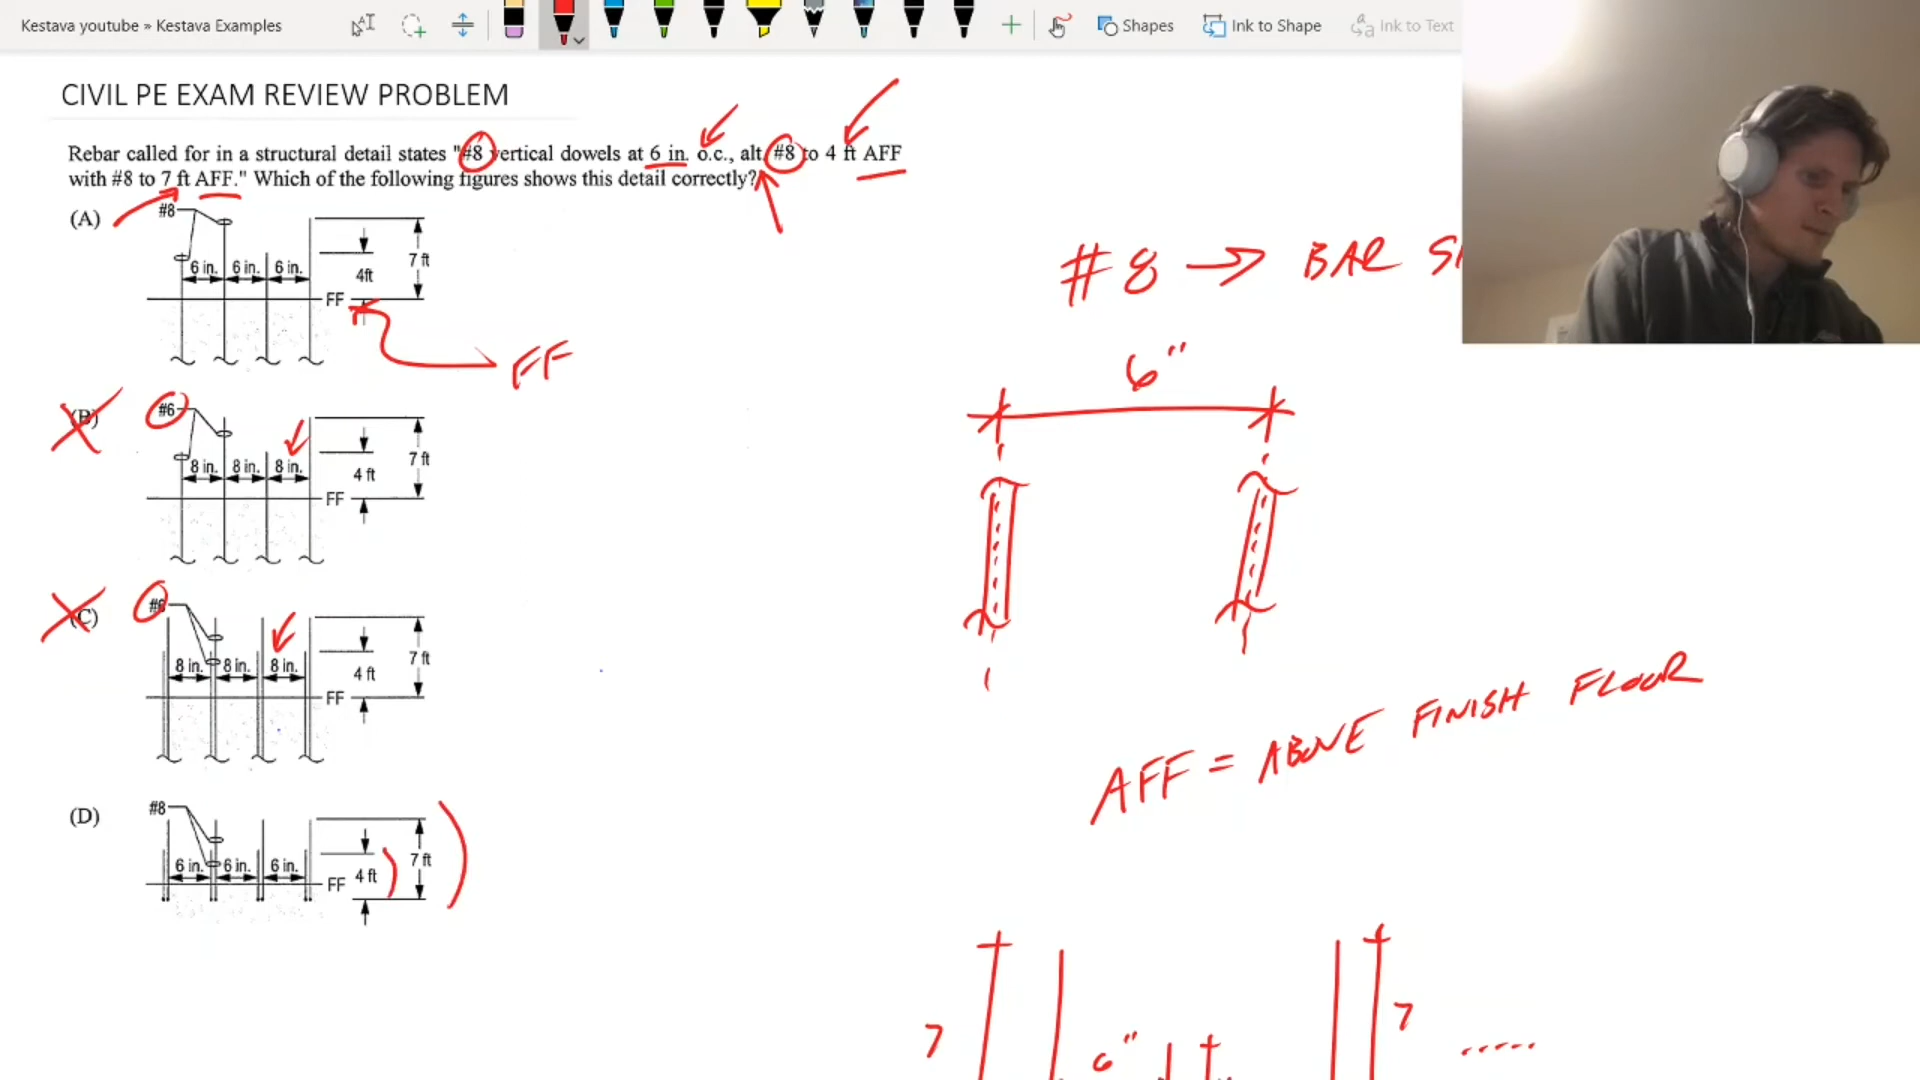 Kestava youtube » Kestava Examples
Shapes
Ink to Shape
Ink to Text
CIVIL PE EXAM REVIEW PROBLEM
Rebar called for in a structural detail states "#8 vertical dowels at 6 in. o.c., alt. #8 to 4 ft AFF
with #8 to 7 ft AFF." Which of the following figures shows this detail correctly?
(A)
#8
6 in. 6 in. 6 in.
4ft
7 ft
FF
FF
(B)
#6
8 in. 8 in. 8 in.
4 ft
7 ft
FF
(C)
8 in. 8 in. 8 in.
4 ft
7 ft
FF
(D)
#8
6 in. 6 in. 6 in.
4 ft
7 ft
FF
#8 → BAR
6"
AFF = ABOVE FINISH FLOOR
7
6"
7
.....